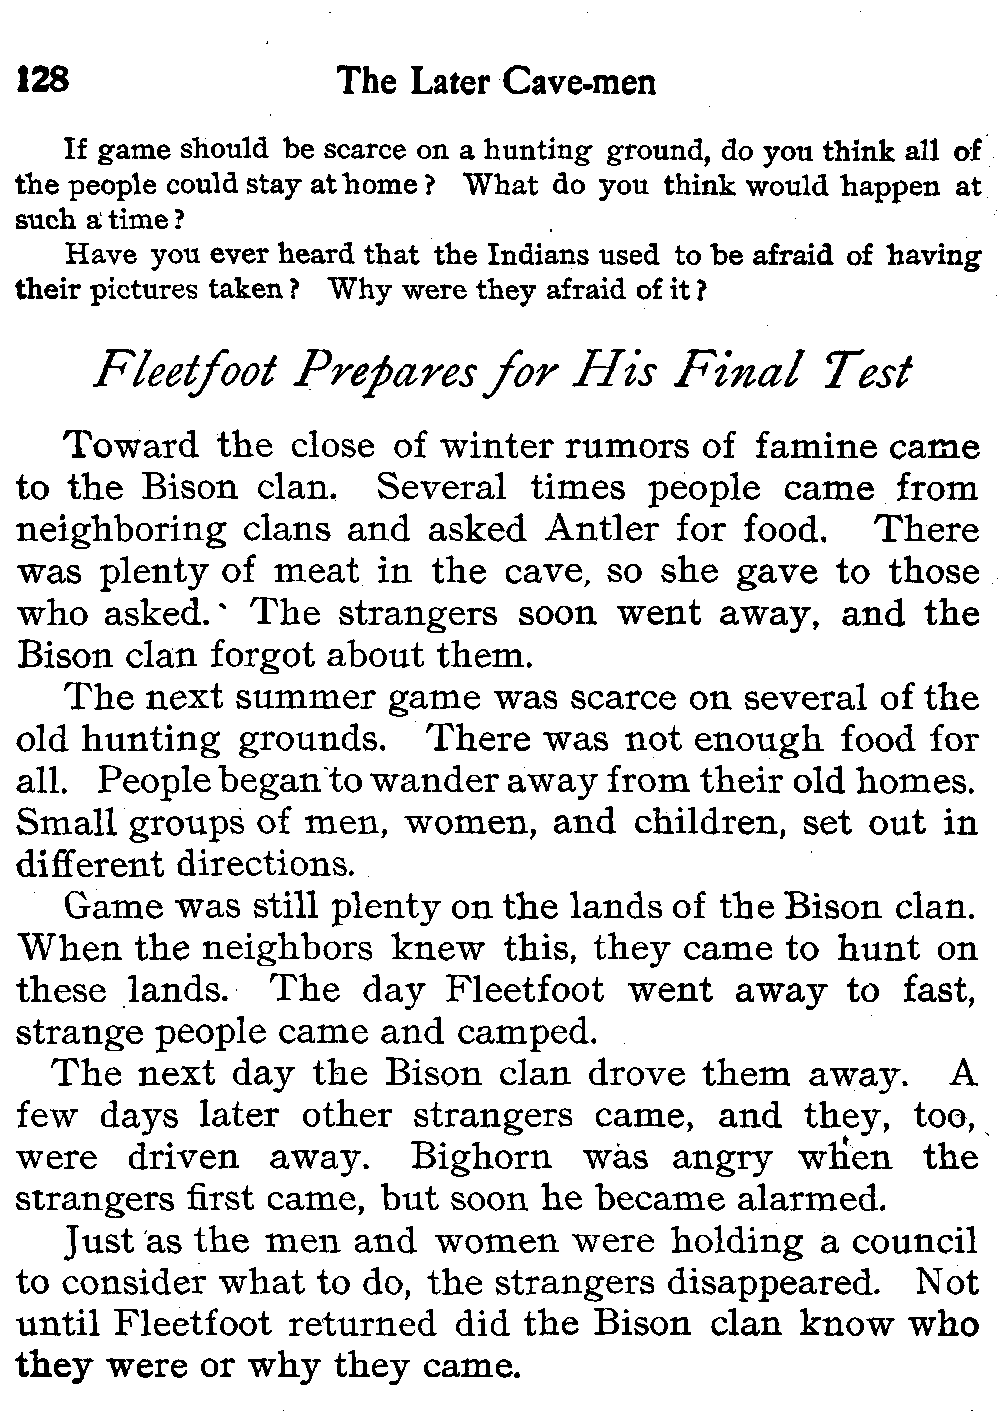 128 The Later Cave-men
If game should be scarce on a hunting ground, do you think all of
the people could stay at home? What do you think would happen at
such a time?
Have you ever heard that the Indians used to be afraid of having
their pictures taken? Why were they afraid of it?
Fleetfoot Prepares for His Final Test
Toward the close of winter rumors of famine came
to the Bison clan. Several times people came from
neighboring clans and asked Antler for food. There
was plenty of meat in the cave, so she gave to those
who asked. The strangers soon went away, and the
Bison clan forgot about them.
The next summer game was scarce on several of the
old hunting grounds. There was not enough food for
all. People began to wander away from their old homes.
Small groups of men, women, and children, set out in
different directions.
Game was still plenty on the lands of the Bison clan.
When the neighbors knew this, they came to hunt on
these lands. The day Fleetfoot went away to fast,
strange people came and camped.
The next day the Bison clan drove them away. A
few days later other strangers came, and they, too,
were driven away. Bighorn was angry when the
strangers first came, but soon he became alarmed.
Just as the men and women were holding a council
to consider what to do, the strangers disappeared. Not
until Fleetfoot returned did the Bison clan know who
they were or why they came.